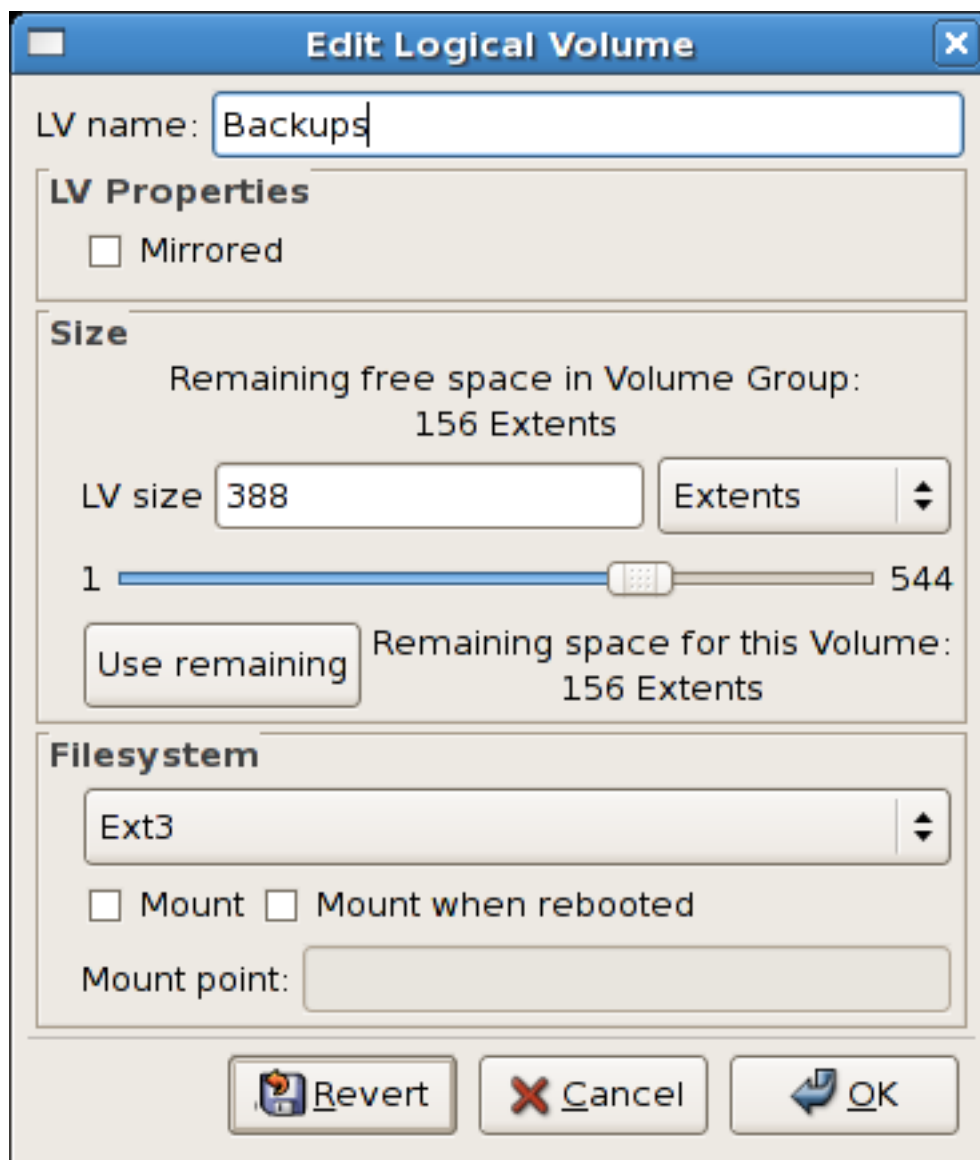 Edit Logical Volume
LV name: Backups
LV Properties
Mirrored
Size
Remaining free space in Volume Group:
156 Extents
LV size 388 Extents
1 544
Use remaining
Remaining space for this Volume:
156 Extents
Filesystem
Ext3
Mount Mount when rebooted
Mount point:
Revert Cancel OK